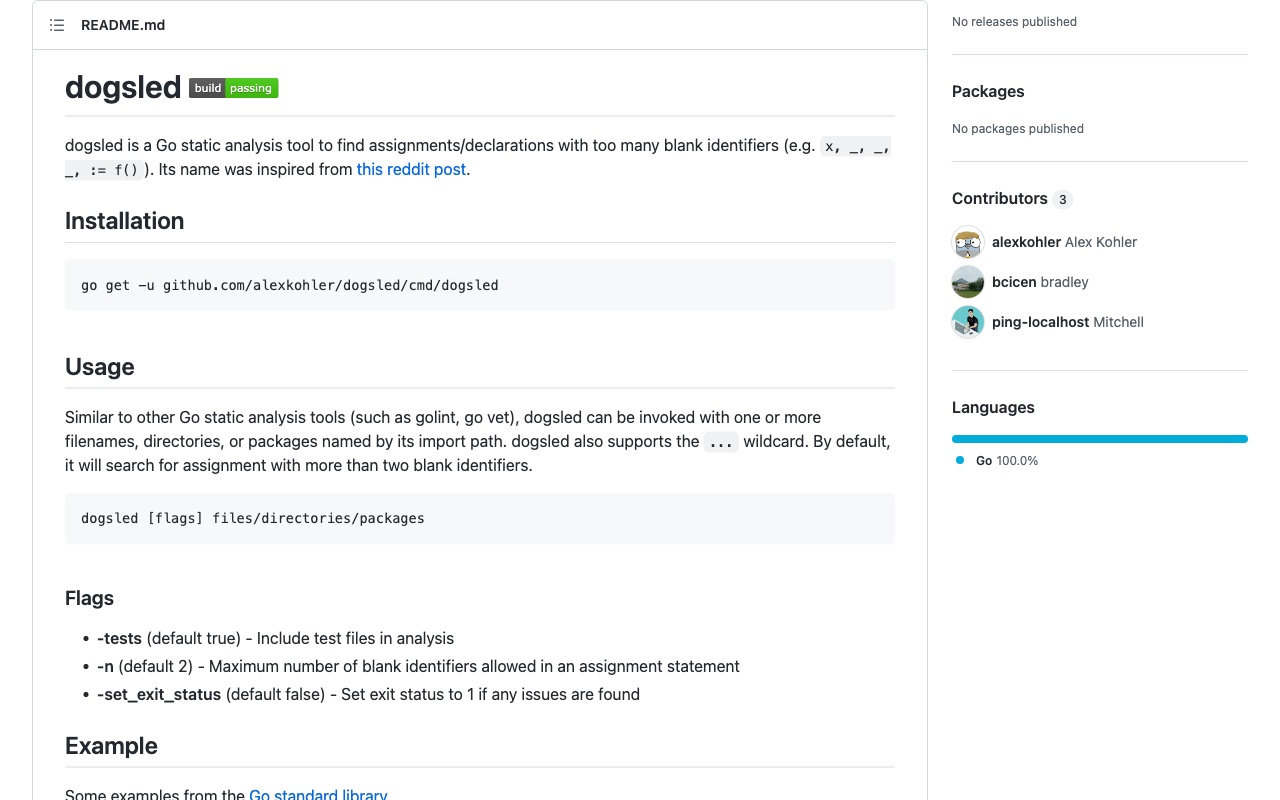 README.md
dogsled build passing
dogsled is a Go static analysis tool to find assignments/declarations with too many blank identifiers (e.g. x, _, _,
_, := f() ). Its name was inspired from this reddit post.
Installation
go get -u github.com/alexkohler/dogsled/cmd/dogsled
Usage
Similar to other Go static analysis tools (such as golint, go vet), dogsled can be invoked with one or more
filenames, directories, or packages named by its import path. dogsled also supports the ... wildcard. By default,
it will search for assignment with more than two blank identifiers.
dogsled [flags] files/directories/packages
Flags
• -tests (default true) - Include test files in analysis
• -n (default 2) - Maximum number of blank identifiers allowed in an assignment statement
• -set_exit_status (default false) - Set exit status to 1 if any issues are found
Example
Some examples from the Go standard library
No releases published
Packages
No packages published
Contributors 3
alexkohler Alex Kohler
bcicen bradley
ping-localhost Mitchell
Languages
Go 100.0%